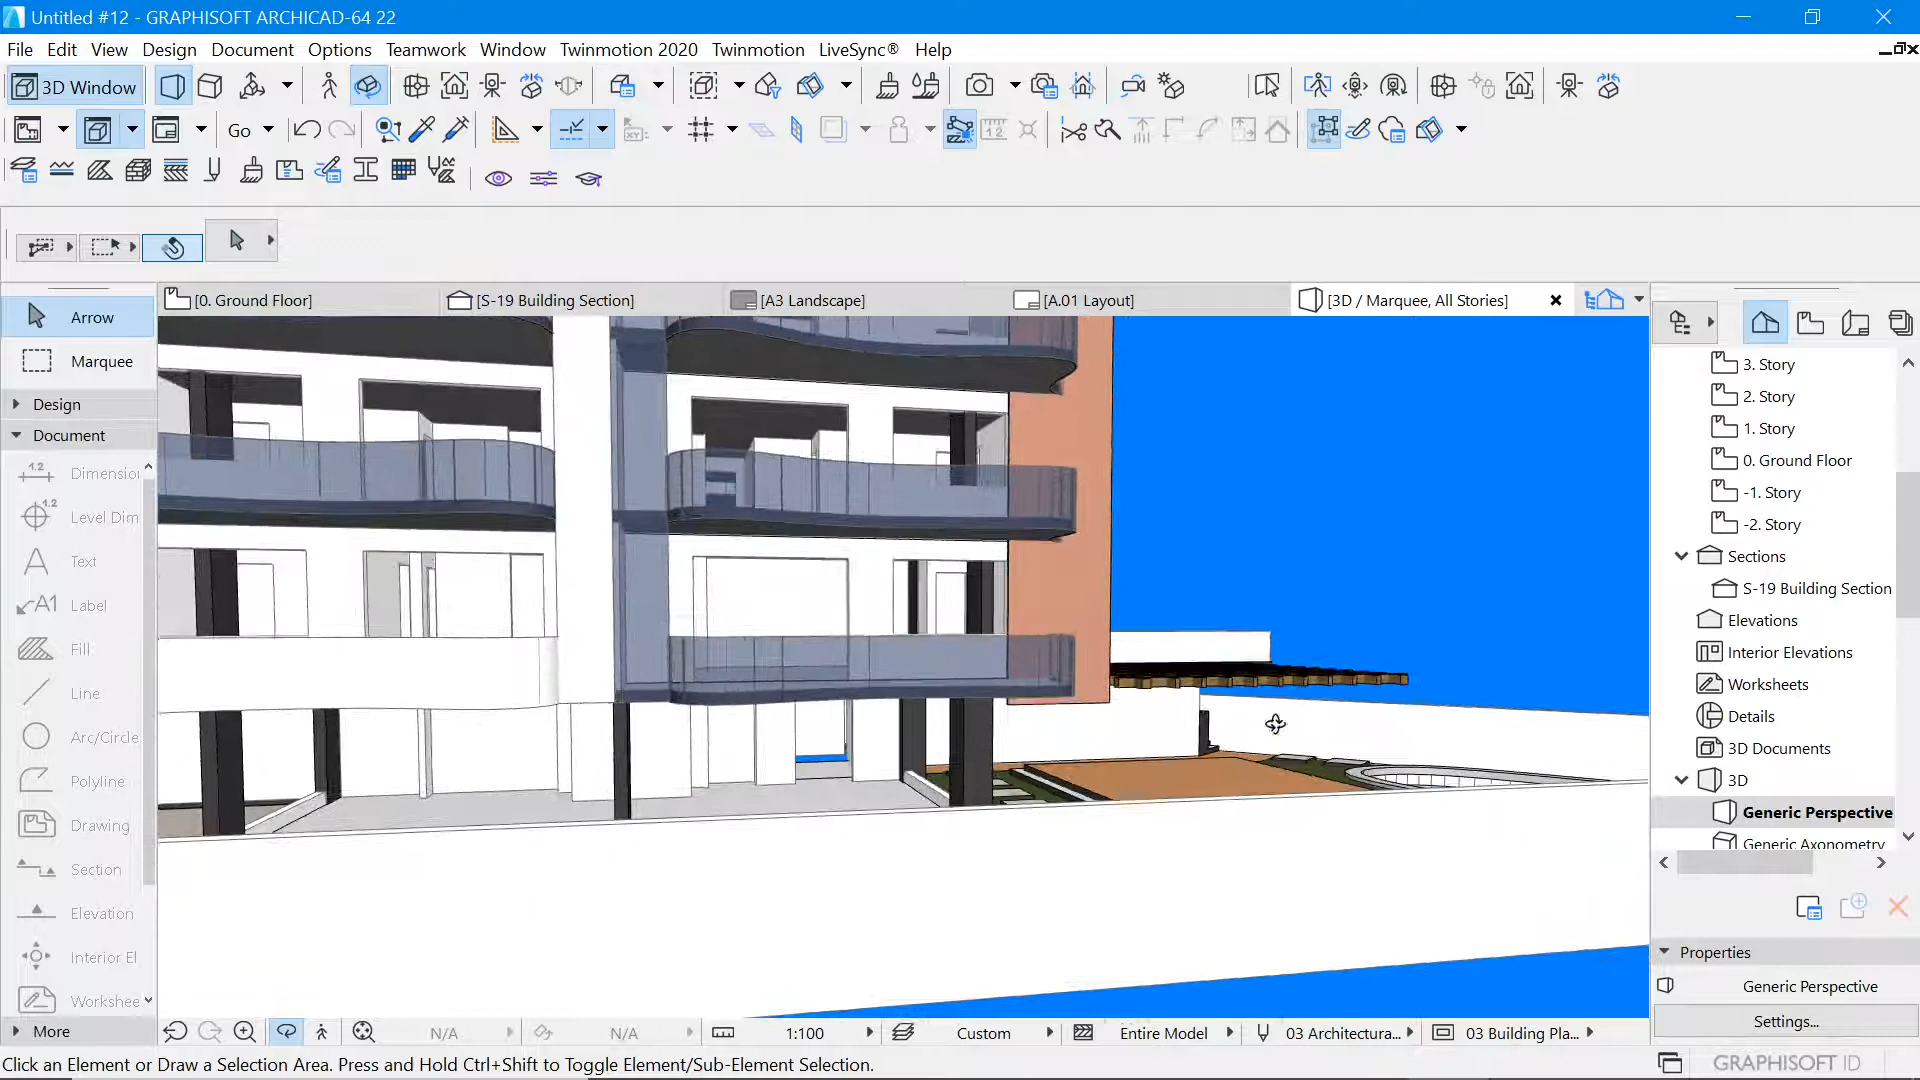 Untitled #12 - GRAPHISOFT ARCHICAD-64 22
File Edit View Design Document Options Teamwork Window Twinmotion 2020 Twinmotion LiveSync® Help
3D Window
Go
[0. Ground Floor]
[S-19 Building Section]
[A3 Landscape]
[A.01 Layout]
[3D / Marquee, All Stories]
Arrow
Marquee
Design
Document
1.2 Dimensio
1.2 Level Dim
A Text
A1 Label
Fill
Line
Arc/Circle
Polyline
Drawing
Section
Elevation
Interior El
Workshee
More
3. Story
2. Story
1. Story
0. Ground Floor
-1. Story
-2. Story
Sections
S-19 Building Section
Elevations
Interior Elevations
Worksheets
Details
3D Documents
3D
Generic Perspective
Generic Axonometry
Properties
Generic Perspective
Settings...
N/A
N/A
1:100
Custom
Entire Model
03 Architectura...
03 Building Pla...
Click an Element or Draw a Selection Area. Press and Hold Ctrl+Shift to Toggle Element/Sub-Element Selection.
GRAPHISOFT ID